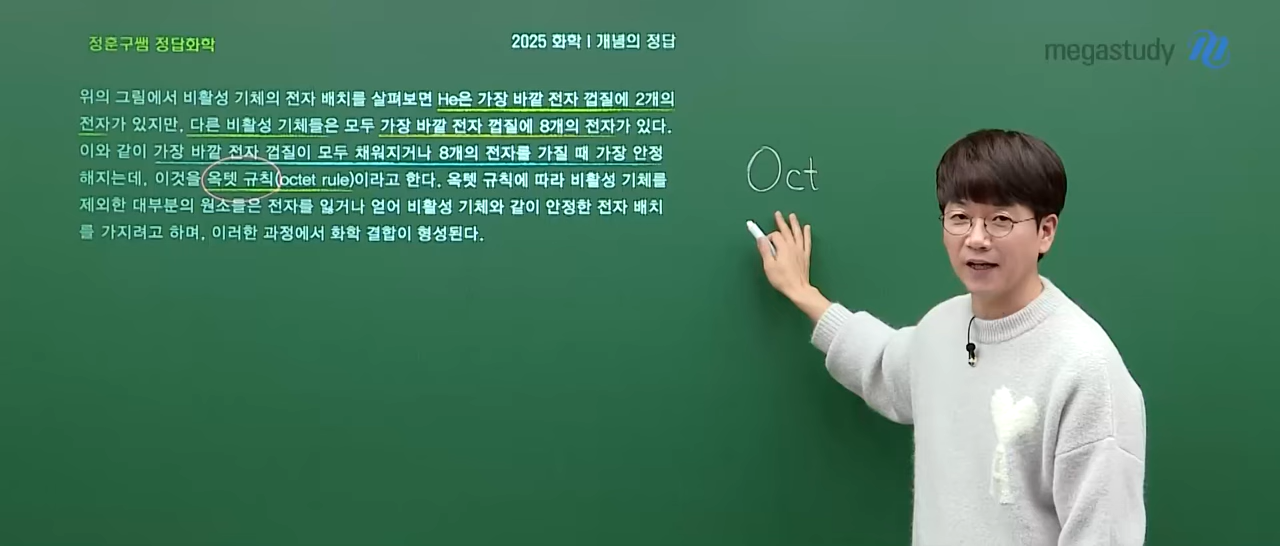 정훈구쌤 정답화학
2025 화학 I 개념의 정답
megastudy
위의 그림에서 비활성 기체의 전자 배치를 살펴보면 He은 가장 바깥 전자 껍질에 2개의
전자가 있지만, 다른 비활성 기체들은 모두 가장 바깥 전자 껍질에 8개의 전자가 있다.
이와 같이 가장 바깥 전자 껍질이 모두 채워지거나 8개의 전자를 가질 때 가장 안정
해지는데, 이것을 옥텟 규칙(octet rule)이라고 한다. 옥텟 규칙에 따라 비활성 기체를
제외한 대부분의 원소들은 전자를 잃거나 얻어 비활성 기체와 같이 안정한 전자 배치
를 가지려고 하며, 이러한 과정에서 화학 결합이 형성된다.
Oct